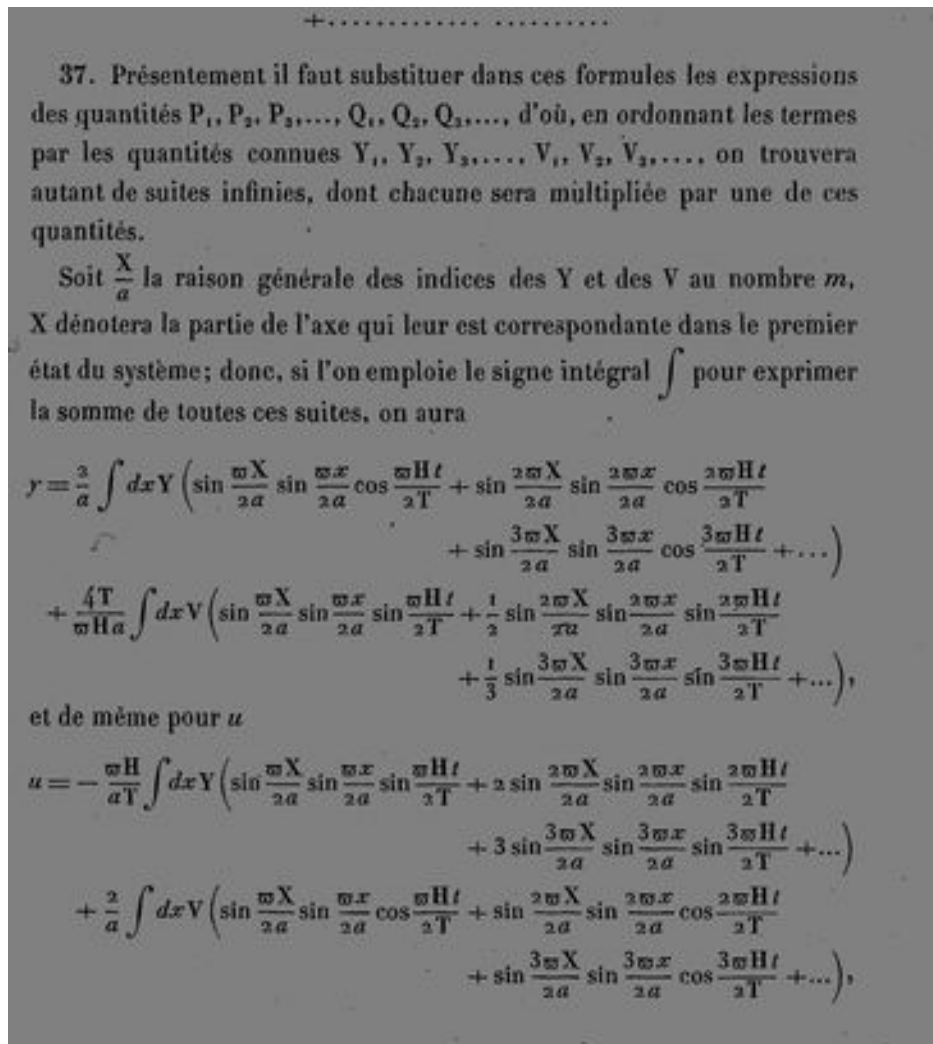 +.......................
37. Présentement il faut substituer dans ces formules les expressions
des quantités P₁, P₂, P₃,..., Q₁, Q₂, Q₃,..., d'où, en ordonnant les termes
par les quantités connues Y₁, Y₂, Y₃,...., V₁, V₂, V₃,...., on trouvera
autant de suites infinies, dont chacune sera multipliée par une de ces
quantités.
Soit X/a la raison générale des indices des Y et des V au nombre m,
X dénotera la partie de l'axe qui leur est correspondante dans le premier
état du système; donc, si l'on emploie le signe intégral ∫ pour exprimer
la somme de toutes ces suites, on aura
y = 2/a ∫ dxY (sin ϖX/2a sin ϖx/2a cos ϖHt/2T + sin 2ϖX/2a sin 2ϖx/2a cos 2ϖHt/2T
+ sin 3ϖX/2a sin 3ϖx/2a cos 3ϖHt/2T +...)
+ 4T/ϖHa ∫ dxV (sin ϖX/2a sin ϖx/2a sin ϖHt/2T + 1/2 sin 2ϖX/2a sin 2ϖx/2a sin 2ϖHt/2T
+ 1/3 sin 3ϖX/2a sin 3ϖx/2a sin 3ϖHt/2T +...),
et de même pour u
u = − ϖH/aT ∫ dxY (sin ϖX/2a sin ϖx/2a sin ϖHt/2T + 2 sin 2ϖX/2a sin 2ϖx/2a sin 2ϖHt/2T
+ 3 sin 3ϖX/2a sin 3ϖx/2a sin 3ϖHt/2T +...)
+ 2/a ∫ dxV (sin ϖX/2a sin ϖx/2a cos ϖHt/2T + sin 2ϖX/2a sin 2ϖx/2a cos 2ϖHt/2T
+ sin 3ϖX/2a sin 3ϖx/2a cos 3ϖHt/2T +...),